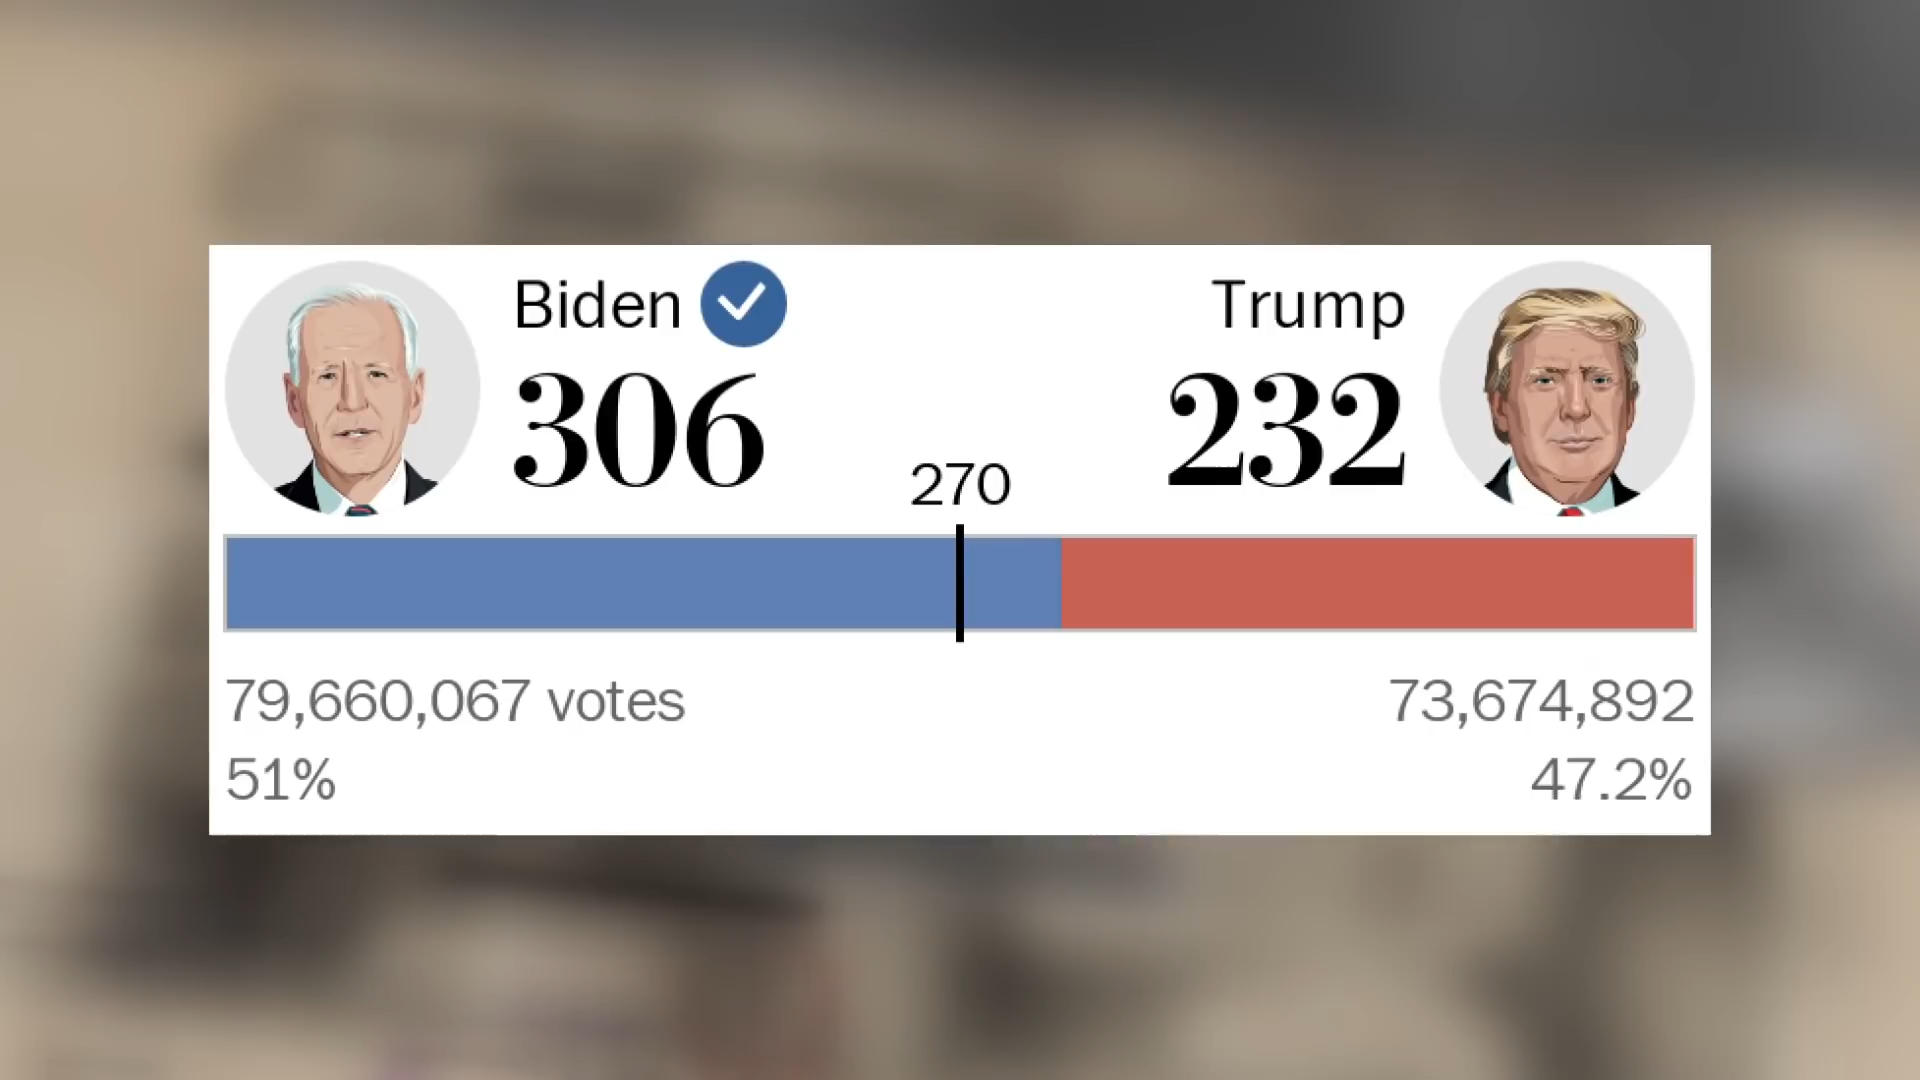 Biden
306
270
Trump
232
79,660,067 votes
73,674,892
51%
47.2%